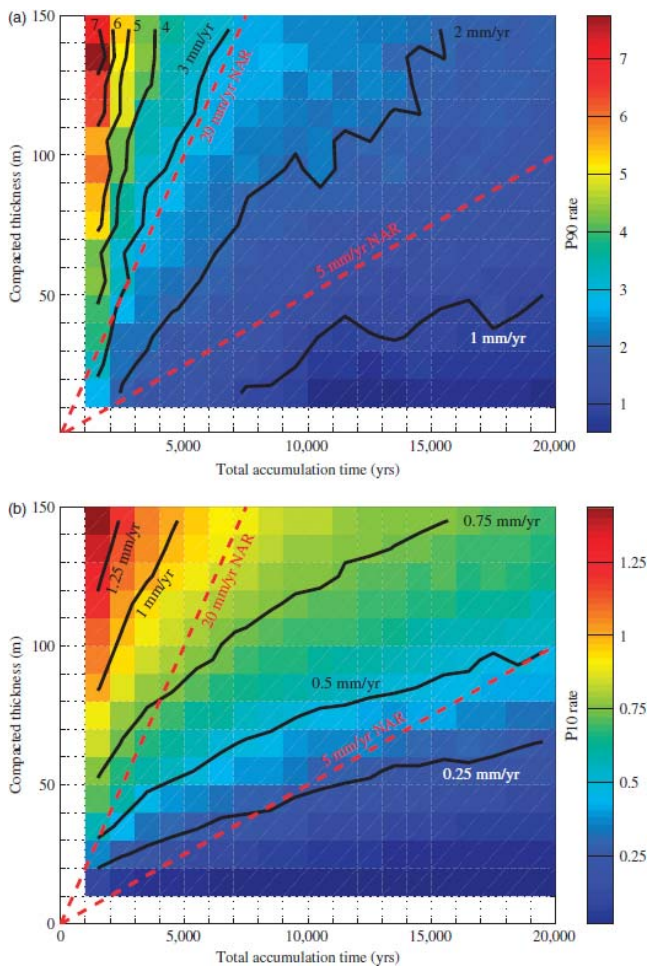 (a)
150
100
50
Compacted thickness (m)
7
6
5
4
3 mm/yr
20 mm/yr NAR
2 mm/yr
5 mm/yr NAR
1 mm/yr
5,000
10,000
15,000
20,000
Total accumulation time (yrs)
7
6
5
4
3
2
1
P90 rate
(b)
150
100
50
0
Compacted thickness (m)
1.25 mm/yr
1 mm/yr
20 mm/yr NAR
0.75 mm/yr
0.5 mm/yr
5 mm/yr NAR
0.25 mm/yr
0
5,000
10,000
15,000
20,000
Total accumulation time (yrs)
1.25
1
0.75
0.5
0.25
P10 rate